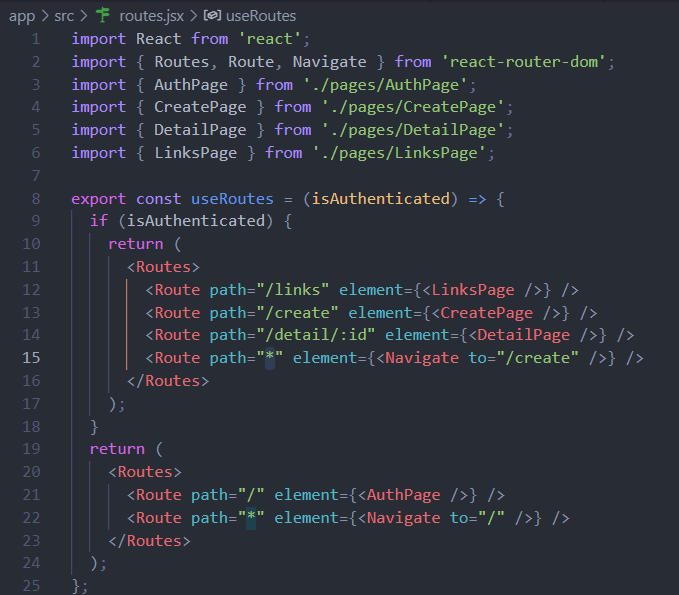 app > src > routes.jsx > useRoutes
1 import React from 'react';
2 import { Routes, Route, Navigate } from 'react-router-dom';
3 import { AuthPage } from './pages/AuthPage';
4 import { CreatePage } from './pages/CreatePage';
5 import { DetailPage } from './pages/DetailPage';
6 import { LinksPage } from './pages/LinksPage';
7
8 export const useRoutes = (isAuthenticated) => {
9   if (isAuthenticated) {
10     return (
11       <Routes>
12         <Route path="/links" element={<LinksPage />} />
13         <Route path="/create" element={<CreatePage />} />
14         <Route path="/detail/:id" element={<DetailPage />} />
15         <Route path="*" element={<Navigate to="/create" />} />
16       </Routes>
17     );
18   }
19   return (
20     <Routes>
21       <Route path="/" element={<AuthPage />} />
22       <Route path="*" element={<Navigate to="/" />} />
23     </Routes>
24   );
25 };